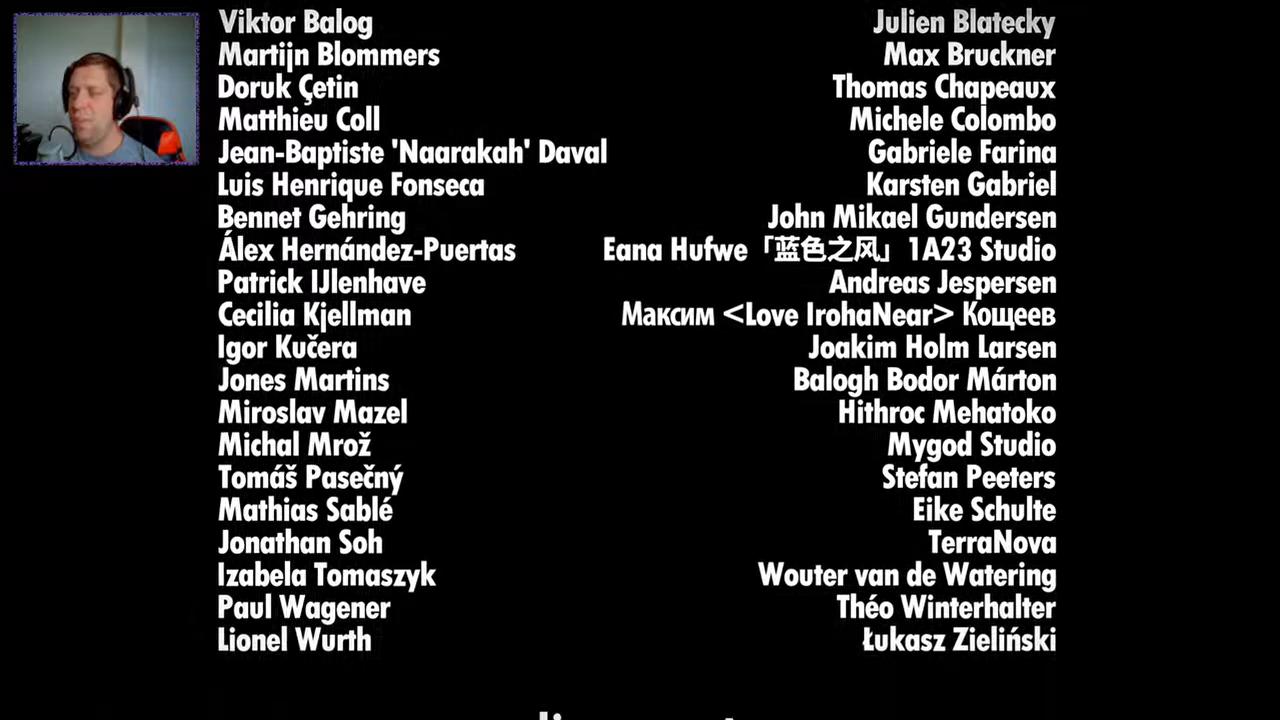 Viktor Balog
Julien Blatecky
Martijn Blommers
Max Bruckner
Doruk Çetin
Thomas Chapeaux
Matthieu Coll
Michele Colombo
Jean-Baptiste 'Naarakah' Daval
Gabriele Farina
Luis Henrique Fonseca
Karsten Gabriel
Bennet Gehring
John Mikael Gundersen
Álex Hernández-Puertas
Eana Hufwe「蓝色之风」1A23 Studio
Patrick IJlenhave
Andreas Jespersen
Cecilia Kjellman
Максим <Love IrohaNear> Кощеев
Igor Kučera
Joakim Holm Larsen
Jones Martins
Balogh Bodor Márton
Miroslav Mazel
Hithroc Mehatoko
Michal Mrož
Mygod Studio
Tomáš Pasečný
Stefan Peeters
Mathias Sablé
Eike Schulte
Jonathan Soh
TerraNova
Izabela Tomaszyk
Wouter van de Watering
Paul Wagener
Théo Winterhalter
Lionel Wurth
Łukasz Zieliński